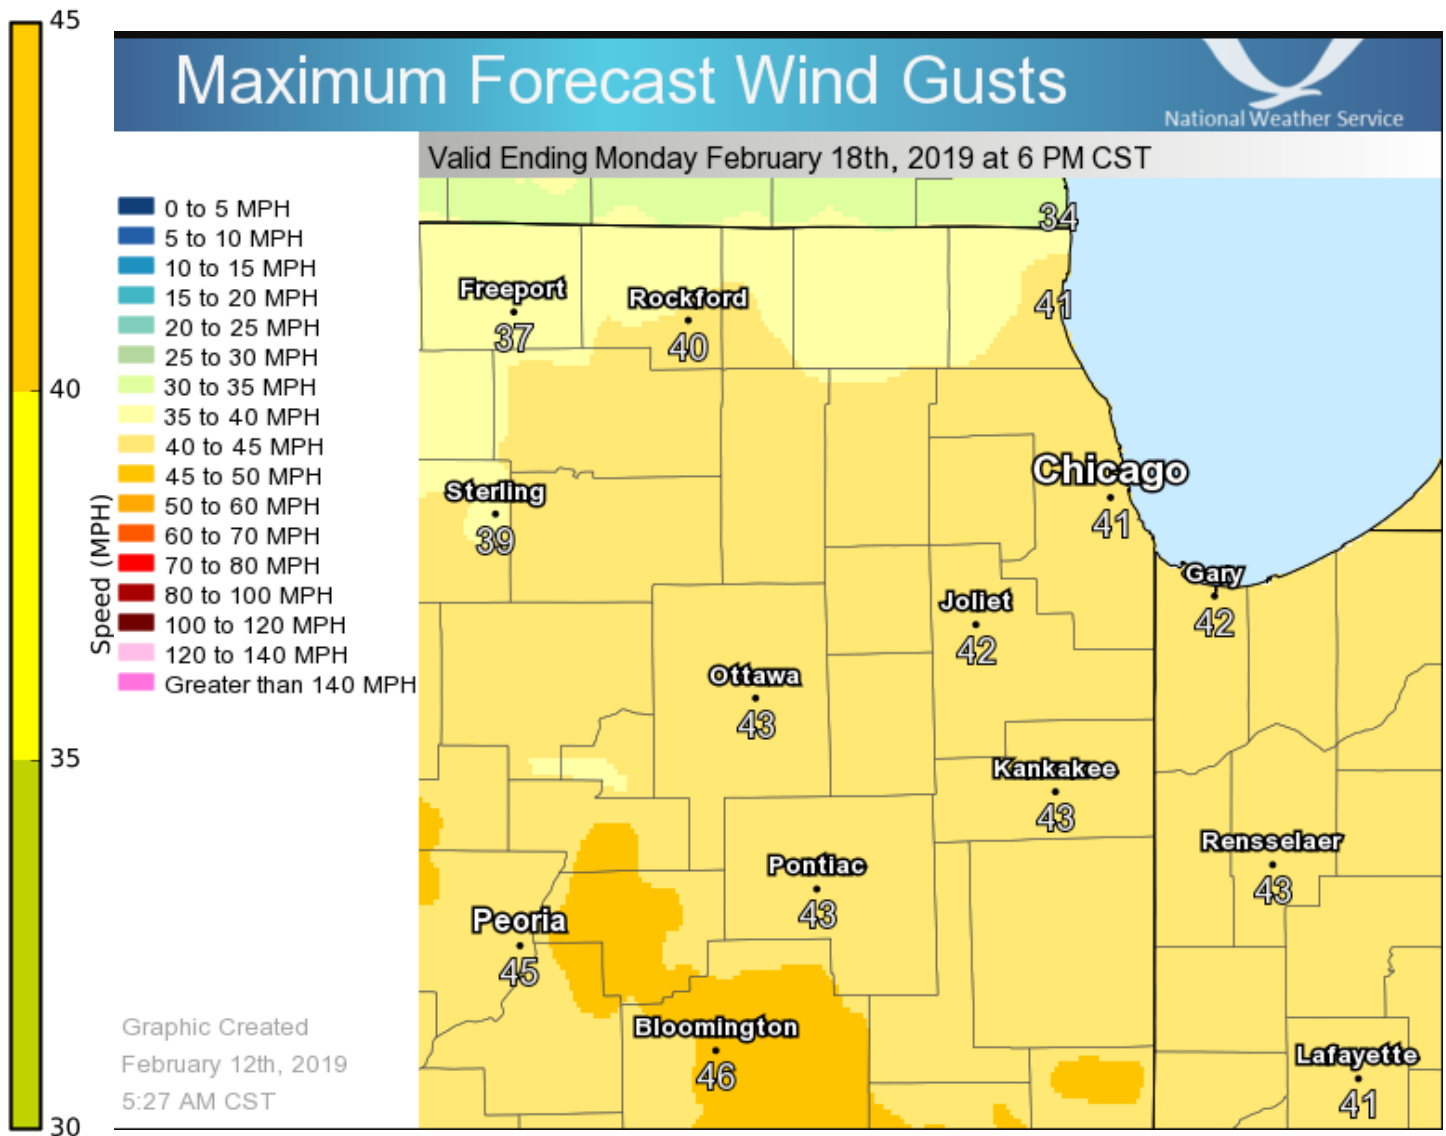 45
40
35
30
Speed (MPH)
Maximum Forecast Wind Gusts
National Weather Service
Valid Ending Monday February 18th, 2019 at 6 PM CST
0 to 5 MPH
5 to 10 MPH
10 to 15 MPH
15 to 20 MPH
20 to 25 MPH
25 to 30 MPH
30 to 35 MPH
35 to 40 MPH
40 to 45 MPH
45 to 50 MPH
50 to 60 MPH
60 to 70 MPH
70 to 80 MPH
80 to 100 MPH
100 to 120 MPH
120 to 140 MPH
Greater than 140 MPH
34
Freeport
37
Rockford
40
41
Sterling
39
Chicago
41
Gary
42
Joliet
42
Ottawa
43
Kankakee
43
Rensselaer
43
Pontiac
43
Peoria
45
Bloomington
46
Lafayette
41
Graphic Created
February 12th, 2019
5:27 AM CST